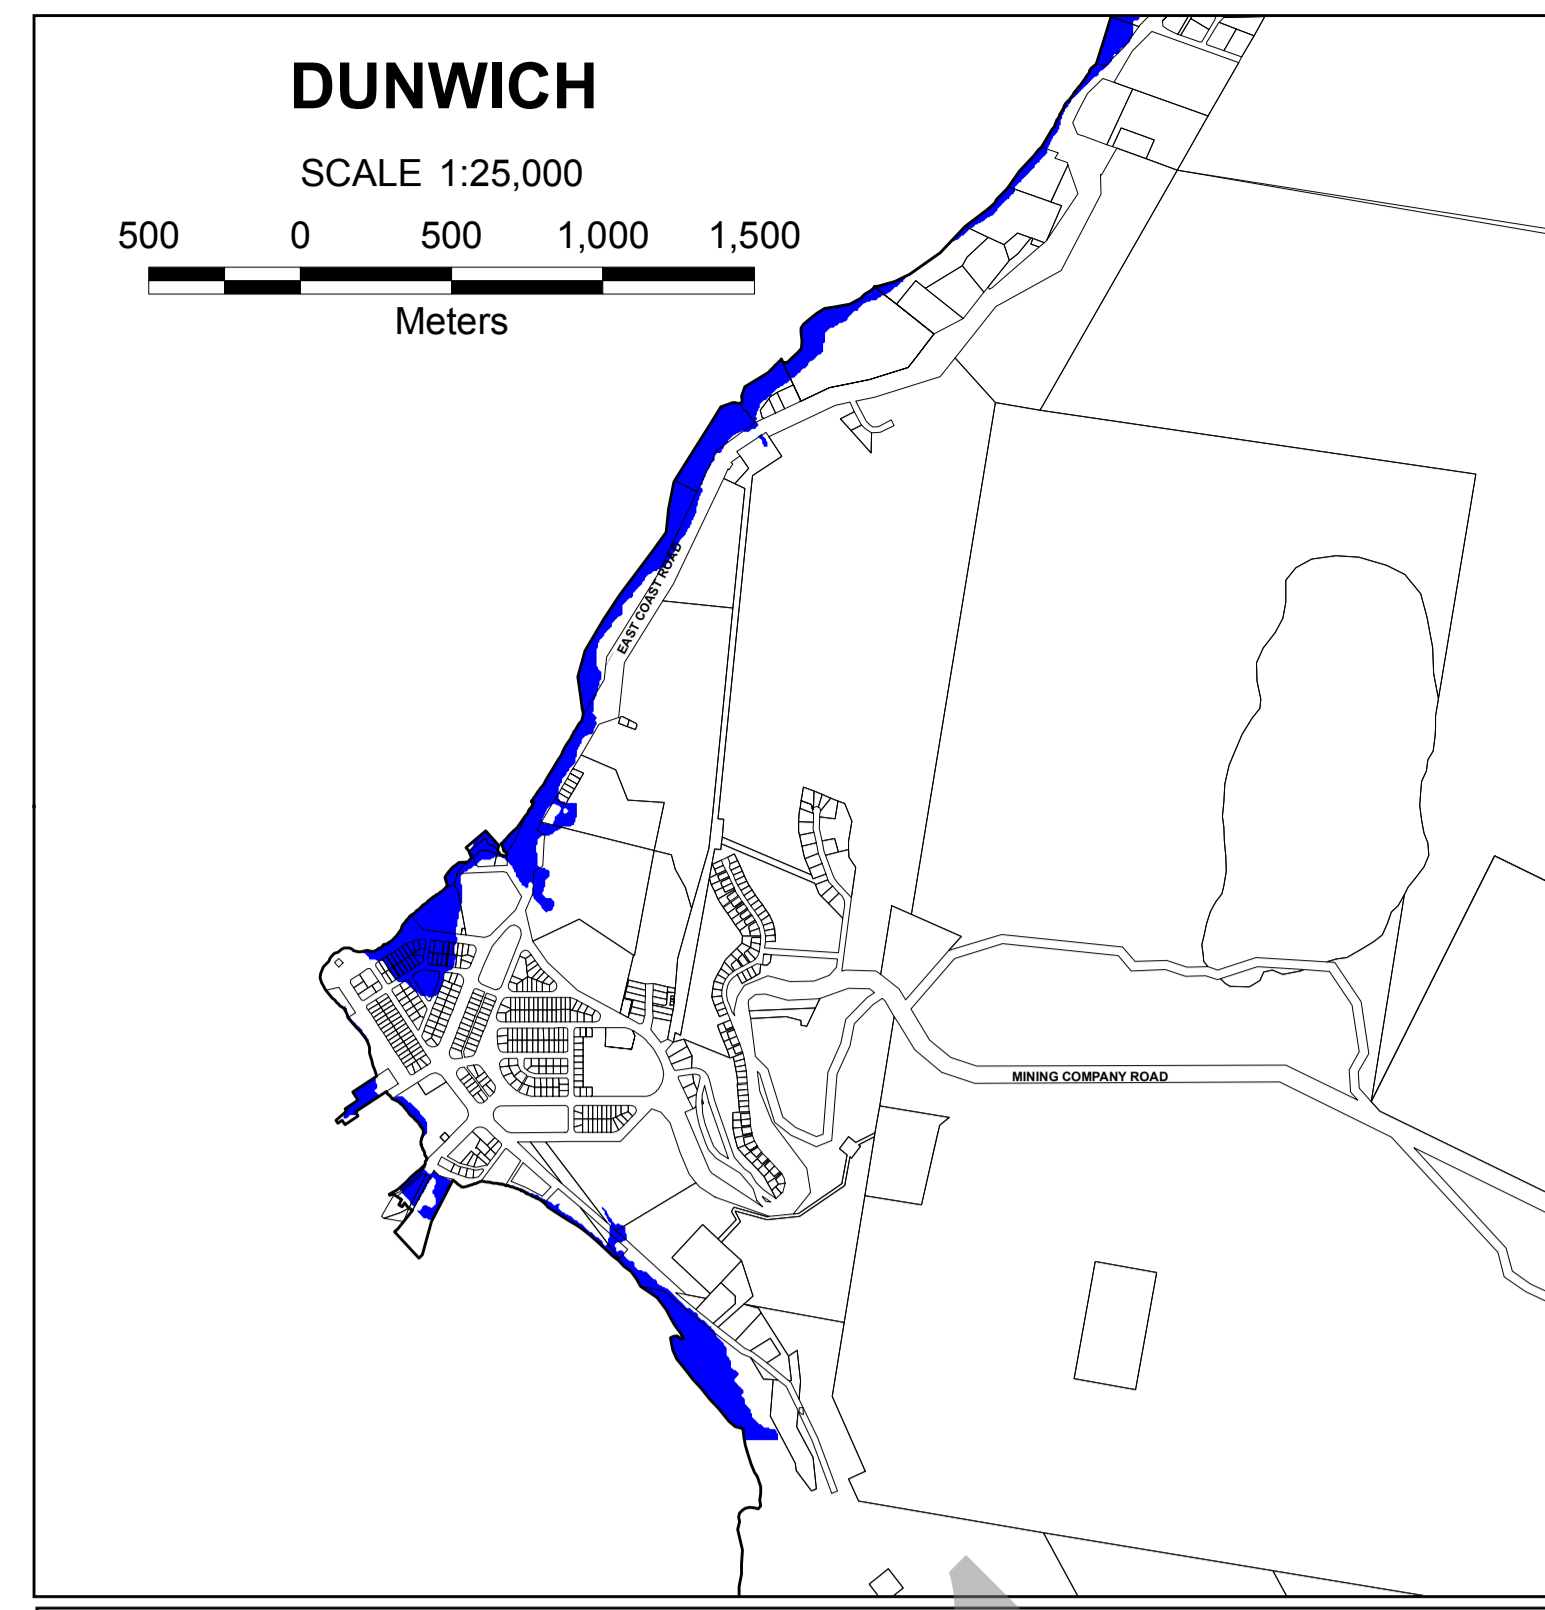 DUNWICH
SCALE 1:25,000
500 0 500 1,000 1,500
Meters
EAST COAST ROAD
MINING COMPANY ROAD